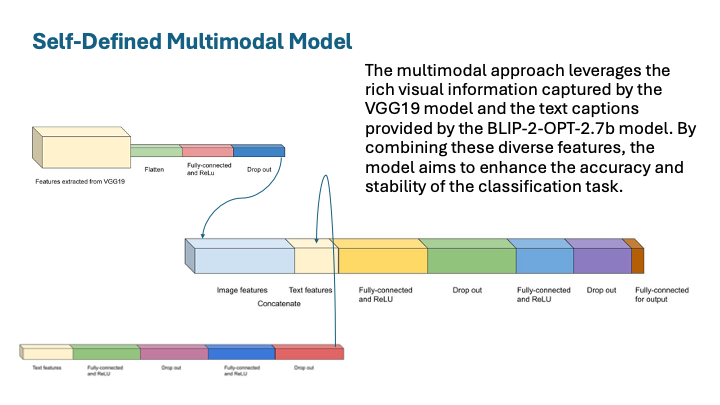 Self-Defined Multimodal Model
The multimodal approach leverages the
rich visual information captured by the
VGG19 model and the text captions
provided by the BLIP-2-OPT-2.7b model. By
combining these diverse features, the
model aims to enhance the accuracy and
stability of the classification task.
Features extracted from VGG19
Flatten
Fully-connected
and ReLu
Drop out
Image features
Text features
Concatenate
Fully-connected
and ReLU
Drop out
Fully-connected
and ReLU
Drop out
Fully-connected
for output
Text features
Fully-connected
and ReLU
Drop out
Fully-connected
and ReLU
Drop out